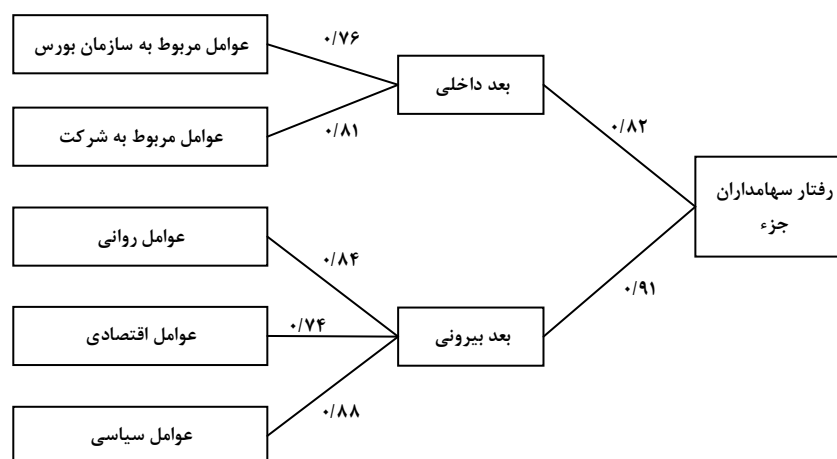 عوامل مربوط به سازمان بورس
۰/۷۶
بعد داخلی
عوامل مربوط به شرکت
۰/۸۱
۰/۸۲
رفتار سهامداران
جزء
عوامل روانی
۰/۸۴
۰/۹۱
عوامل اقتصادی
۰/۷۴
بعد بیرونی
عوامل سیاسی
۰/۸۸